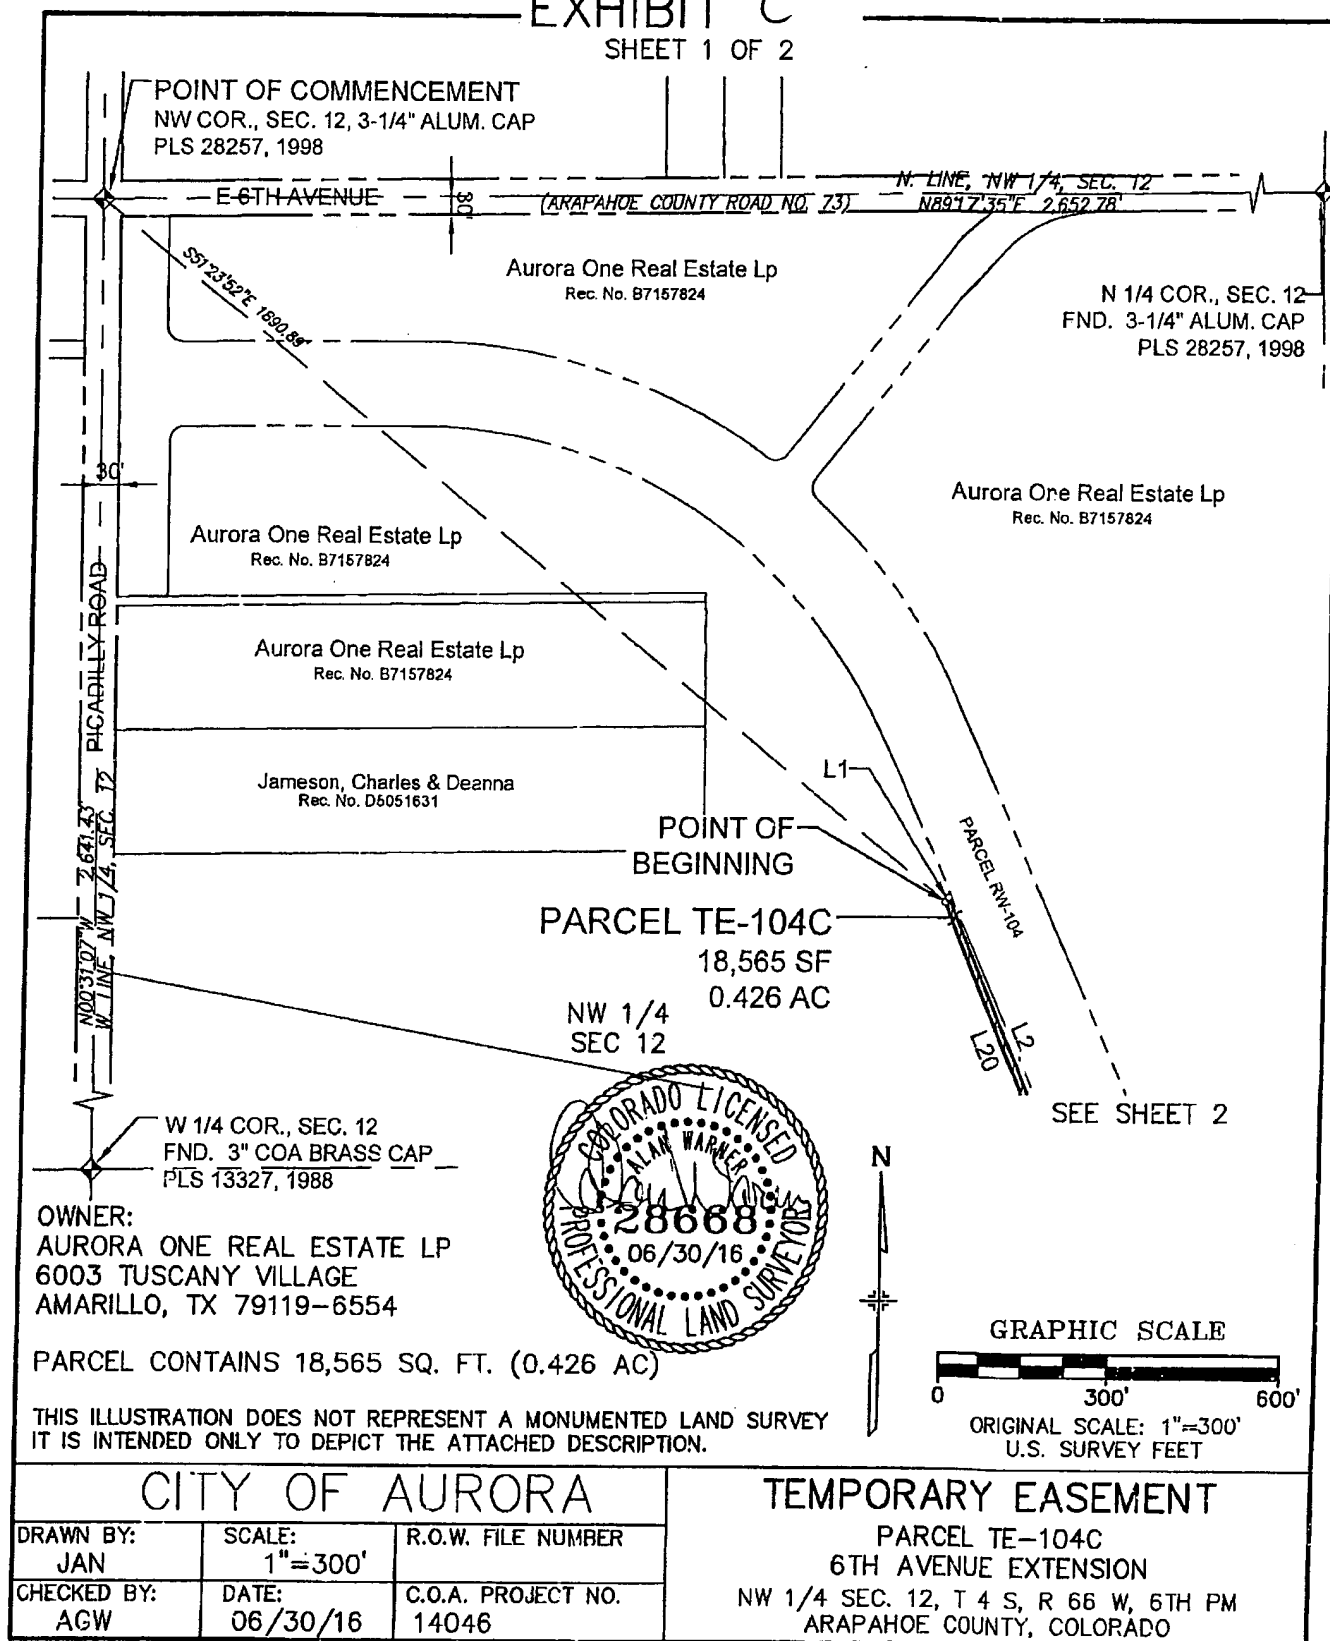 EXHIBIT C
SHEET 1 OF 2
POINT OF COMMENCEMENT
NW COR., SEC. 12, 3-1/4" ALUM. CAP
PLS 28257, 1998
E 6TH AVENUE
30'
(ARAPAHOE COUNTY ROAD NO. 73)
N. LINE, NW 1/4, SEC. 12
N89°17'35"E 2,652.78'
S51°23'52"E 1690.89'
Aurora One Real Estate Lp
Rec. No. B7157824
N 1/4 COR., SEC. 12
FND. 3-1/4" ALUM. CAP
PLS 28257, 1998
30'
Aurora One Real Estate Lp
Rec. No. B7157824
Aurora One Real Estate Lp
Rec. No. B7157824
PICADILLY ROAD
Aurora One Real Estate Lp
Rec. No. B7157824
Jameson, Charles & Deanna
Rec. No. D5051631
L1
POINT OF
BEGINNING
PARCEL RW-104
N00°31'07"W 2,641.43'
W LINE NW 1/4, SEC. 12
PARCEL TE-104C
18,565 SF
0.426 AC
NW 1/4
SEC 12
L2
L20
SEE SHEET 2
W 1/4 COR., SEC. 12
FND. 3" COA BRASS CAP
PLS 13327, 1988
COLORADO LICENSED
ALAN WARNER
28668
06/30/16
PROFESSIONAL LAND SURVEYOR
N
OWNER:
AURORA ONE REAL ESTATE LP
6003 TUSCANY VILLAGE
AMARILLO, TX 79119-6554
PARCEL CONTAINS 18,565 SQ. FT. (0.426 AC)
GRAPHIC SCALE
0 300' 600'
ORIGINAL SCALE: 1"=300'
U.S. SURVEY FEET
THIS ILLUSTRATION DOES NOT REPRESENT A MONUMENTED LAND SURVEY
IT IS INTENDED ONLY TO DEPICT THE ATTACHED DESCRIPTION.
CITY OF AURORA
DRAWN BY:
JAN
SCALE:
1"=300'
R.O.W. FILE NUMBER
CHECKED BY:
AGW
DATE:
06/30/16
C.O.A. PROJECT NO.
14046
TEMPORARY EASEMENT
PARCEL TE-104C
6TH AVENUE EXTENSION
NW 1/4 SEC. 12, T 4 S, R 66 W, 6TH PM
ARAPAHOE COUNTY, COLORADO